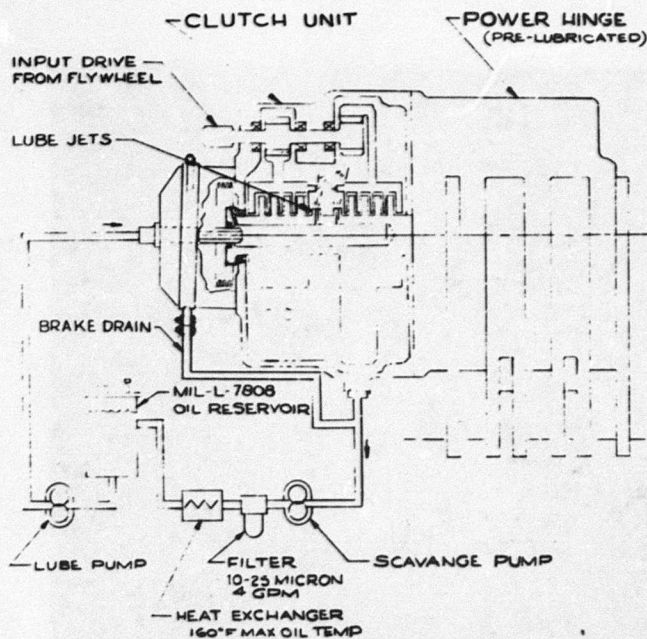 CLUTCH UNIT
POWER HINGE
(PRE-LUBRICATED)
INPUT DRIVE
FROM FLYWHEEL
LUBE JETS
BRAKE DRAIN
MIL-L-7808
OIL RESERVOIR
LUBE PUMP
FILTER
10-25 MICRON
4 GPM
SCAVANGE PUMP
HEAT EXCHANGER
160°F MAX OIL TEMP